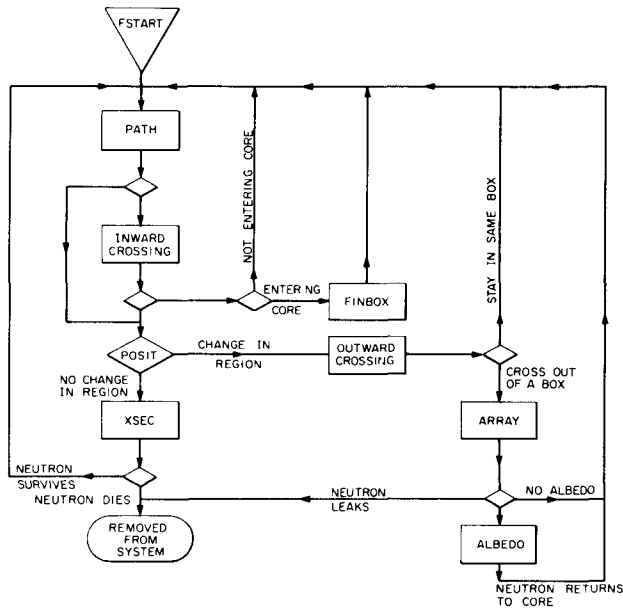 FSTART
PATH
NOT ENTERING CORE
STAY IN SAME BOX
INWARD
CROSSING
ENTERING
CORE
FINBOX
POSIT
CHANGE IN
REGION
OUTWARD
CROSSING
CROSS OUT
OF A BOX
NO CHANGE
IN REGION
XSEC
ARRAY
NEUTRON
SURVIVES
NEUTRON DIES
NEUTRON
LEAKS
NO ALBEDO
REMOVED
FROM
SYSTEM
ALBEDO
NEUTRON RETURNS
TO CORE